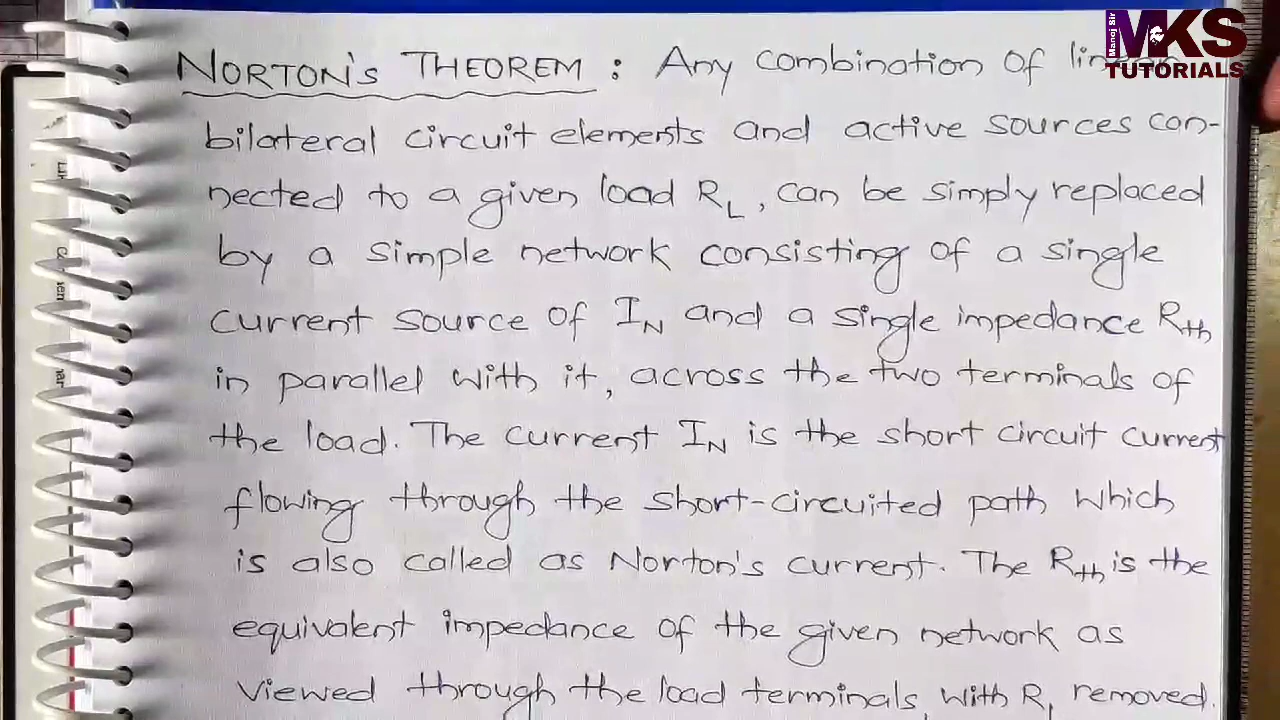 Manoj Sir
MKS
TUTORIALS
NORTON'S THEOREM : Any combination of linear
bilateral circuit elements and active sources con-
nected to a given load RL, can be simply replaced
by a simple network consisting of a single
current source of IN and a single impedance Rth
in parallel with it, across the two terminals of
the load. The current IN is the short circuit current
flowing through the short-circuited path which
is also called as Norton's current. The Rth is the
equivalent impedance of the given network as
viewed through the load terminals, with RL removed.